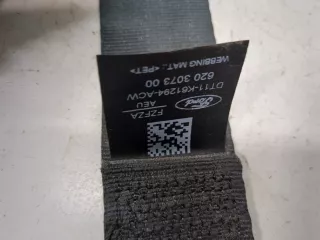 WEBBING MAT.: >PET<
620 3073 00
DT11-K61294-ACW
Ford
AEU
FZFZA